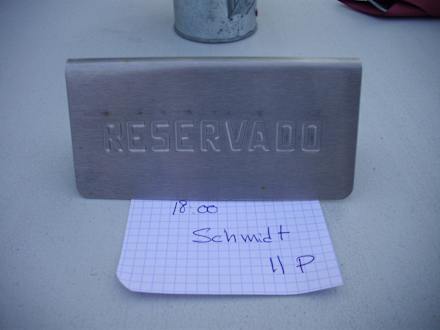 RESERVADO
18:00
Schmidt
11 P